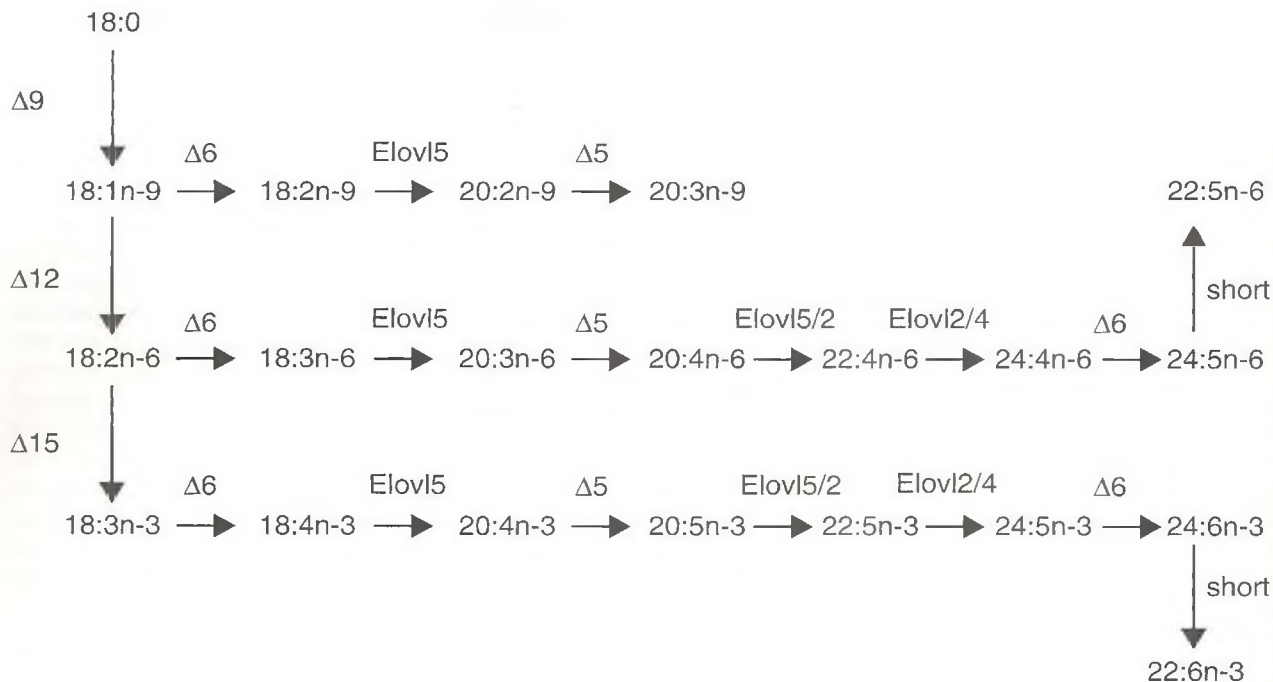 18:0
Δ9
Δ6 Elovl5 Δ5
18:1n-9 18:2n-9 20:2n-9 20:3n-9 22:5n-6
Δ12 short
Δ6 Elovl5 Δ5 Elovl5/2 Elovl2/4 Δ6
18:2n-6 18:3n-6 20:3n-6 20:4n-6 22:4n-6 24:4n-6 24:5n-6
Δ15
Δ6 Elovl5 Δ5 Elovl5/2 Elovl2/4 Δ6
18:3n-3 18:4n-3 20:4n-3 20:5n-3 22:5n-3 24:5n-3 24:6n-3
short
22:6n-3